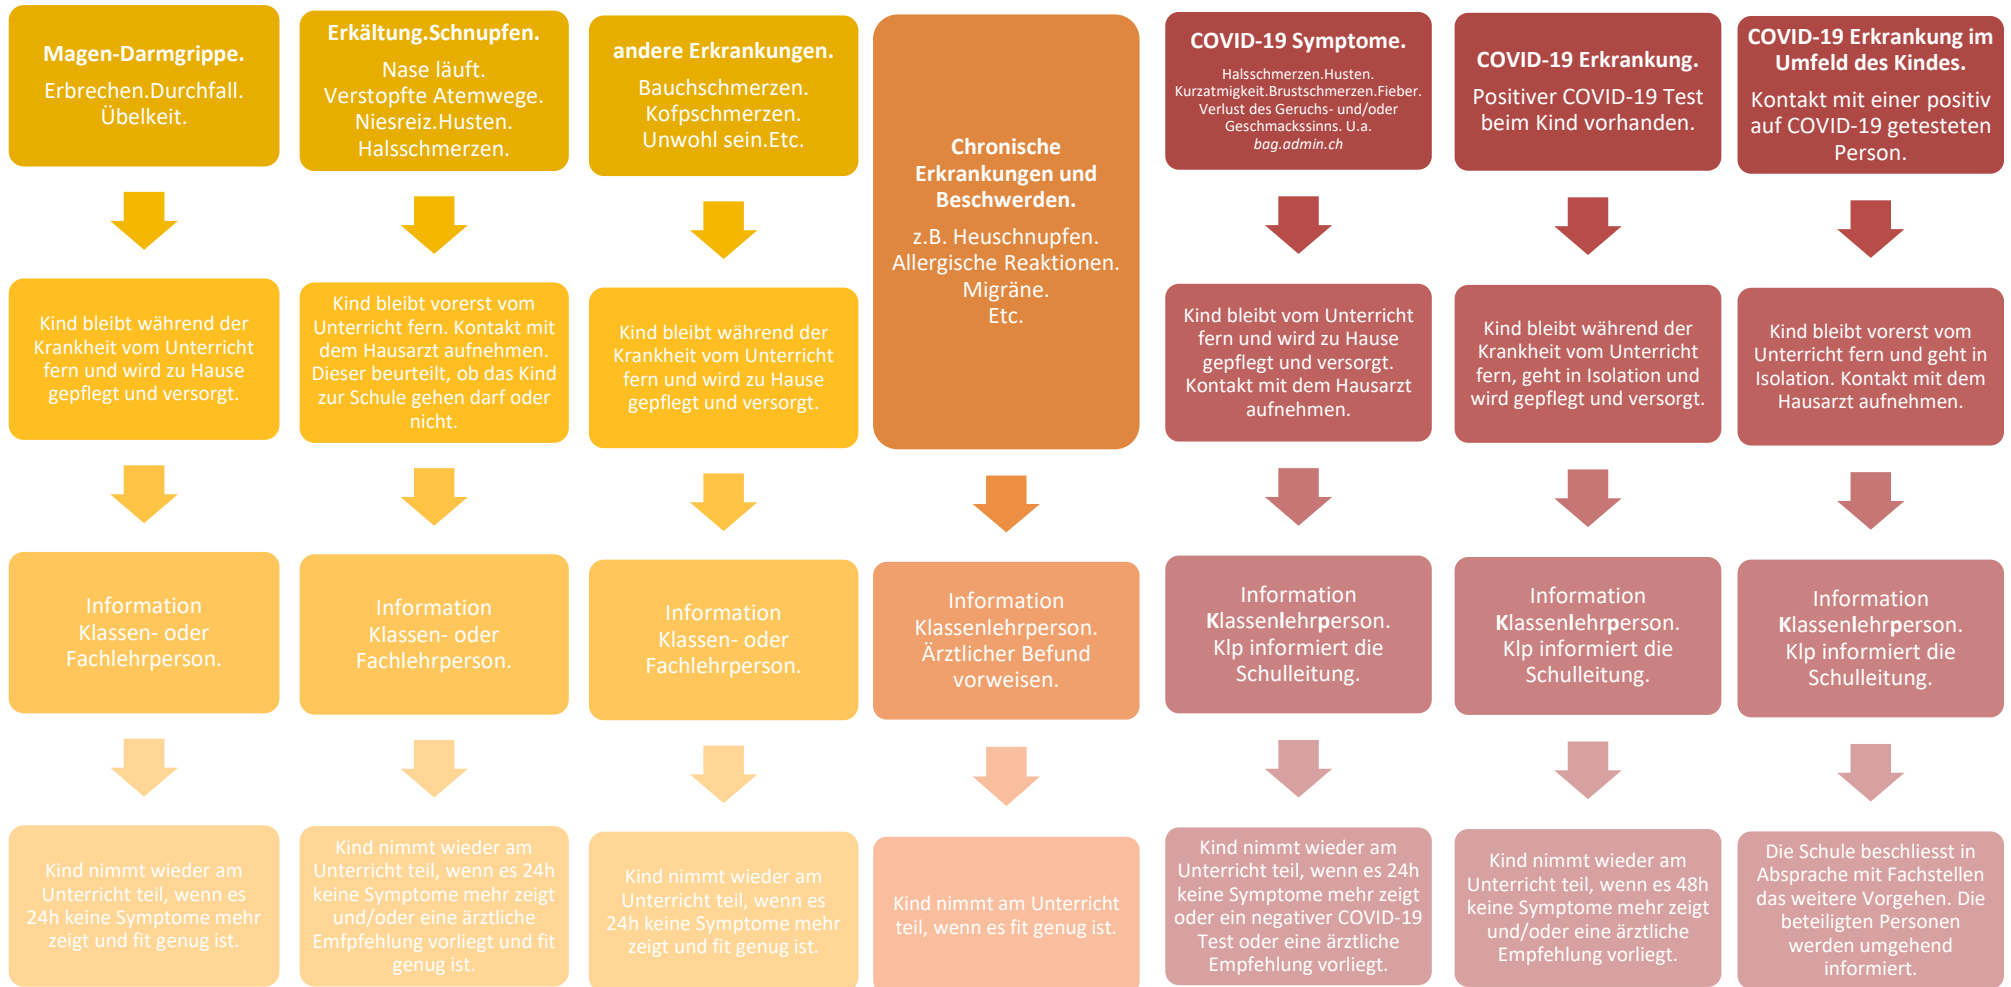 Magen-Darmgrippe.
Erbrechen.Durchfall.
Übelkeit.
Kind bleibt während der
Krankheit vom Unterricht
fern und wird zu Hause
gepflegt und versorgt.
Information
Klassen- oder
Fachlehrperson.
Kind nimmt wieder am
Unterricht teil, wenn es
24h keine Symptome mehr
zeigt und fit genug ist.
Erkältung.Schnupfen.
Nase läuft.
Verstopfte Atemwege.
Niesreiz.Husten.
Halsschmerzen.
Kind bleibt vorerst vom
Unterricht fern. Kontakt mit
dem Hausarzt aufnehmen.
Dieser beurteilt, ob das Kind
zur Schule gehen darf oder
nicht.
Information
Klassen- oder
Fachlehrperson.
Kind nimmt wieder am
Unterricht teil, wenn es 24h
keine Symptome mehr zeigt
und/oder eine ärztliche
Emfpfehlung vorliegt und fit
genug ist.
andere Erkrankungen.
Bauchschmerzen.
Kofpschmerzen.
Unwohl sein.Etc.
Kind bleibt während der
Krankheit vom Unterricht
fern und wird zu Hause
gepflegt und versorgt.
Information
Klassen- oder
Fachlehrperson.
Kind nimmt wieder am
Unterricht teil, wenn es
24h keine Symptome mehr
zeigt und fit genug ist.
Chronische
Erkrankungen und
Beschwerden.
z.B. Heuschnupfen.
Allergische Reaktionen.
Migräne.
Etc.
Information
Klassenlehrperson.
Ärztlicher Befund
vorweisen.
Kind nimmt am Unterricht
teil, wenn es fit genug ist.
COVID-19 Symptome.
Halsschmerzen.Husten.
Kurzatmigkeit.Brustschmerzen.Fieber.
Verlust des Geruchs- und/oder
Geschmackssinns. U.a.
bag.admin.ch
Kind bleibt vom Unterricht
fern und wird zu Hause
gepflegt und versorgt.
Kontakt mit dem Hausarzt
aufnehmen.
Information
Klassenlehrperson.
Klp informiert die
Schulleitung.
Kind nimmt wieder am
Unterricht teil, wenn es 24h
keine Symptome mehr zeigt
oder ein negativer COVID-19
Test oder eine ärztliche
Empfehlung vorliegt.
COVID-19 Erkrankung.
Positiver COVID-19 Test
beim Kind vorhanden.
Kind bleibt während der
Krankheit vom Unterricht
fern, geht in Isolation und
wird gepflegt und versorgt.
Information
Klassenlehrperson.
Klp informiert die
Schulleitung.
Kind nimmt wieder am
Unterricht teil, wenn es 48h
keine Symptome mehr zeigt
und/oder eine ärztliche
Empfehlung vorliegt.
COVID-19 Erkrankung im
Umfeld des Kindes.
Kontakt mit einer positiv
auf COVID-19 getesteten
Person.
Kind bleibt vorerst vom
Unterricht fern und geht in
Isolation. Kontakt mit dem
Hausarzt aufnehmen.
Information
Klassenlehrperson.
Klp informiert die
Schulleitung.
Die Schule beschliesst in
Absprache mit Fachstellen
das weitere Vorgehen. Die
beteiligten Personen
werden umgehend
informiert.